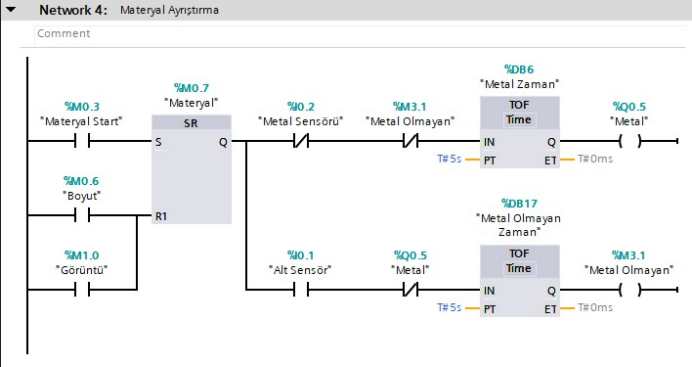 Network 4: Materyal Ayrıştırma
Comment
%DB6
"Metal Zaman"
%M0.7
"Materyal"
%M0.3
"Materyal Start"
SR
%I0.2
"Metal Sensörü"
%M3.1
"Metal Olmayan"
TOF
Time
%Q0.5
"Metal"
S
Q
IN
Q
T#5s
PT
ET
T#0ms
%M0.6
"Boyut"
R1
%DB17
"Metal Olmayan
Zaman"
%M1.0
"Görüntü"
%I0.1
"Alt Sensör"
%Q0.5
"Metal"
TOF
Time
%M3.1
"Metal Olmayan"
IN
Q
T#5s
PT
ET
T#0ms